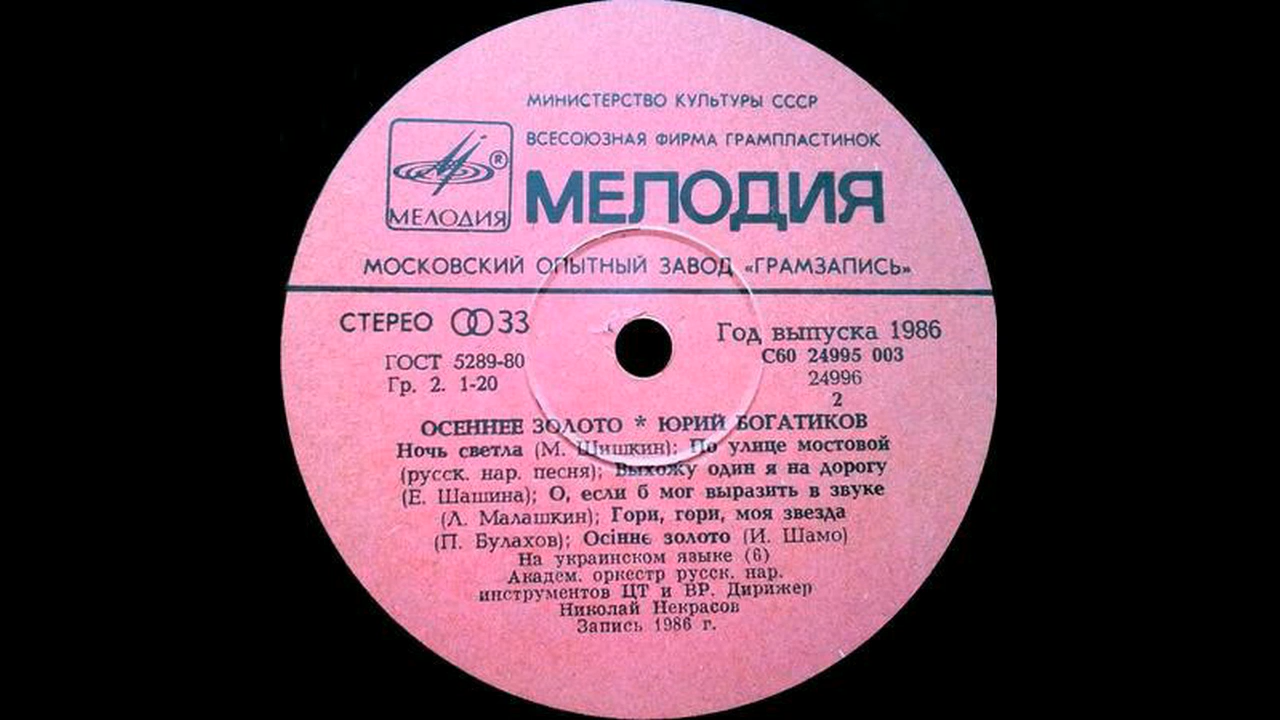 МИНИСТЕРСТВО КУЛЬТУРЫ СССР
ВСЕСОЮЗНАЯ ФИРМА ГРАМПЛАСТИНОК
МЕЛОДИЯ ®
МЕЛОДИЯ
МОСКОВСКИЙ ОПЫТНЫЙ ЗАВОД «ГРАМЗАПИСЬ»
СТЕРЕО 33
Год выпуска 1986
ГОСТ 5289-80
С60 24995 003
Гр. 2. 1-20
24996
2
ОСЕННЕЕ ЗОЛОТО * ЮРИЙ БОГАТИКОВ
Ночь светла (М. Шишкин); По улице мостовой
(русск. нар. песня); Выхожу один я на дорогу
(Е. Шашина); О, если б мог выразить в звуке
(Л. Малашкин); Гори, гори, моя звезда
(П. Булахов); Осіннє золото (И. Шамо)
На украинском языке (6)
Академ. оркестр русск. нар.
инструментов ЦТ и ВР. Дирижер
Николай Некрасов
Запись 1986 г.